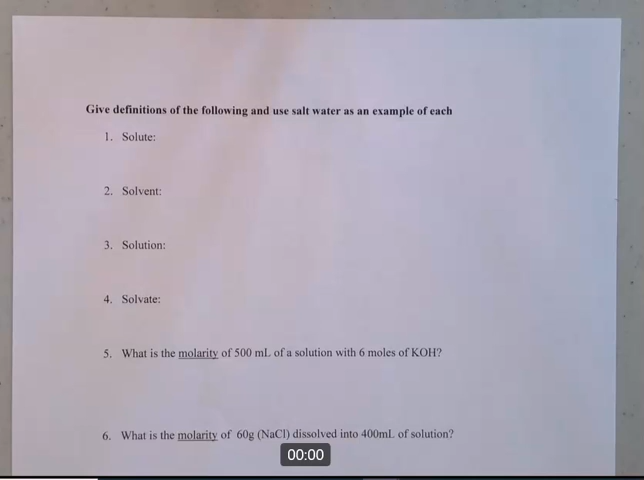 Give definitions of the following and use salt water as an example of each
1. Solute:
2. Solvent:
3. Solution:
4. Solvate:
5. What is the molarity of 500 mL of a solution with 6 moles of KOH?
6. What is the molarity of 60g (NaCl) dissolved into 400mL of solution?
00:00